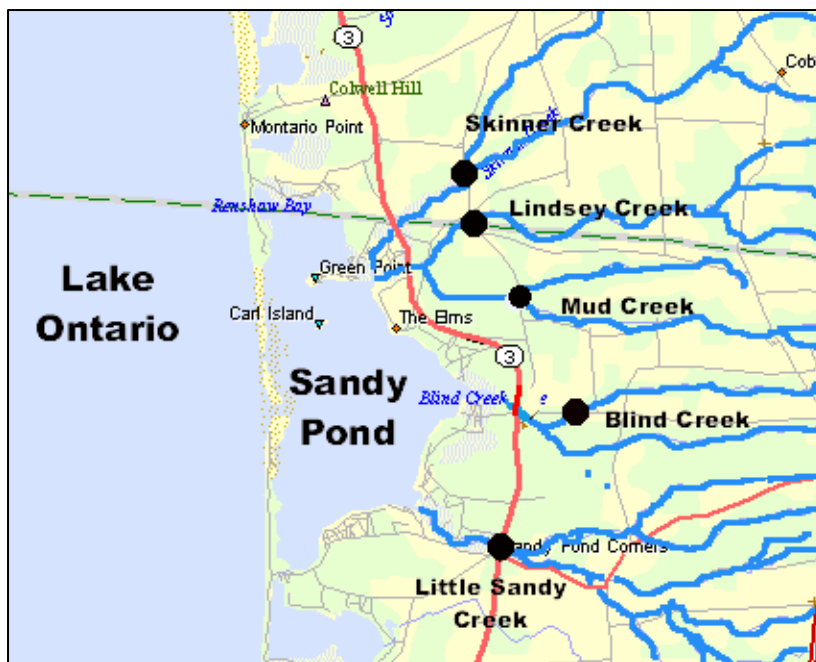 3
Cob
Colwell Hill
Montario Point
Skinner Creek
Renshaw Bay
Lindsey Creek
Lake
Ontario
Green Point
Mud Creek
Carl Island
The Elms
3
Sandy
Pond
Blind Creek
e
Blind Creek
andy Pond Corners
Little Sandy
Creek